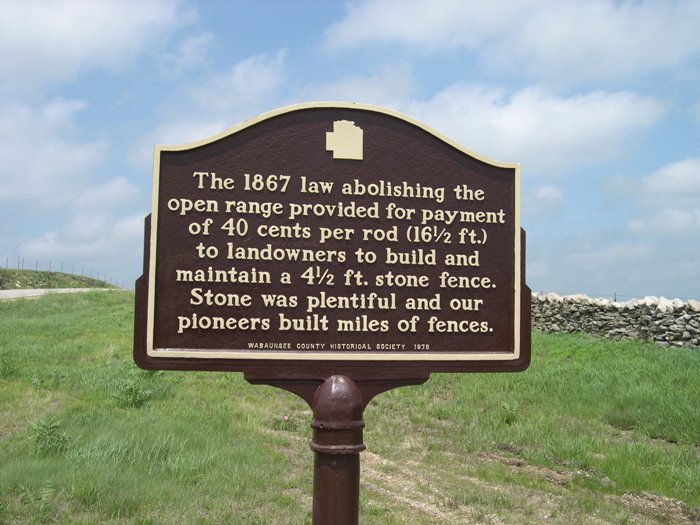 The 1867 law abolishing the
open range provided for payment
of 40 cents per rod (16½ ft.)
to landowners to build and
maintain a 4½ ft. stone fence.
Stone was plentiful and our
pioneers built miles of fences.
WABAUNSEE COUNTY HISTORICAL SOCIETY 1978